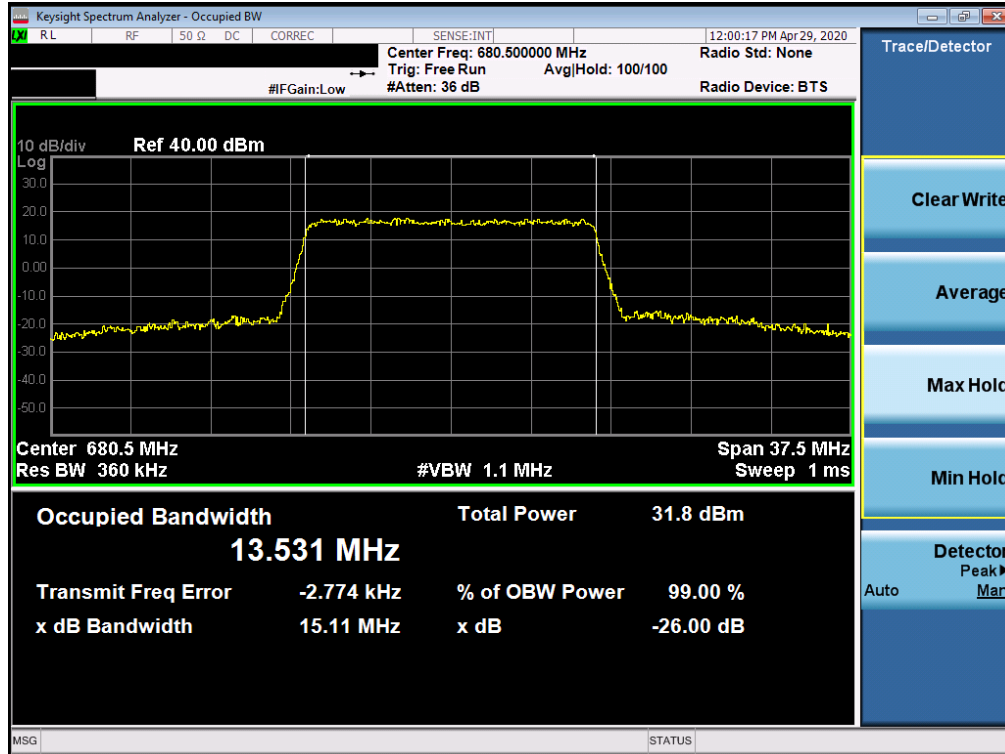 Keysight Spectrum Analyzer - Occupied BW
LXI RL RF 50 Ω DC CORREC SENSE:INT 12:00:17 PM Apr 29, 2020
Center Freq: 680.500000 MHz Radio Std: None
Trig: Free Run Avg|Hold: 100/100
#IFGain:Low #Atten: 36 dB Radio Device: BTS
Trace/Detector
10 dB/div Ref 40.00 dBm
Log
30.0
20.0
10.0
0.00
-10.0
-20.0
-30.0
-40.0
-50.0
Center 680.5 MHz Span 37.5 MHz
Res BW 360 kHz #VBW 1.1 MHz Sweep 1 ms
Occupied Bandwidth Total Power 31.8 dBm
13.531 MHz
Transmit Freq Error -2.774 kHz % of OBW Power 99.00 %
x dB Bandwidth 15.11 MHz x dB -26.00 dB
Clear Write
Average
Max Hold
Min Hold
Detector
Peak
Auto Man
MSG STATUS